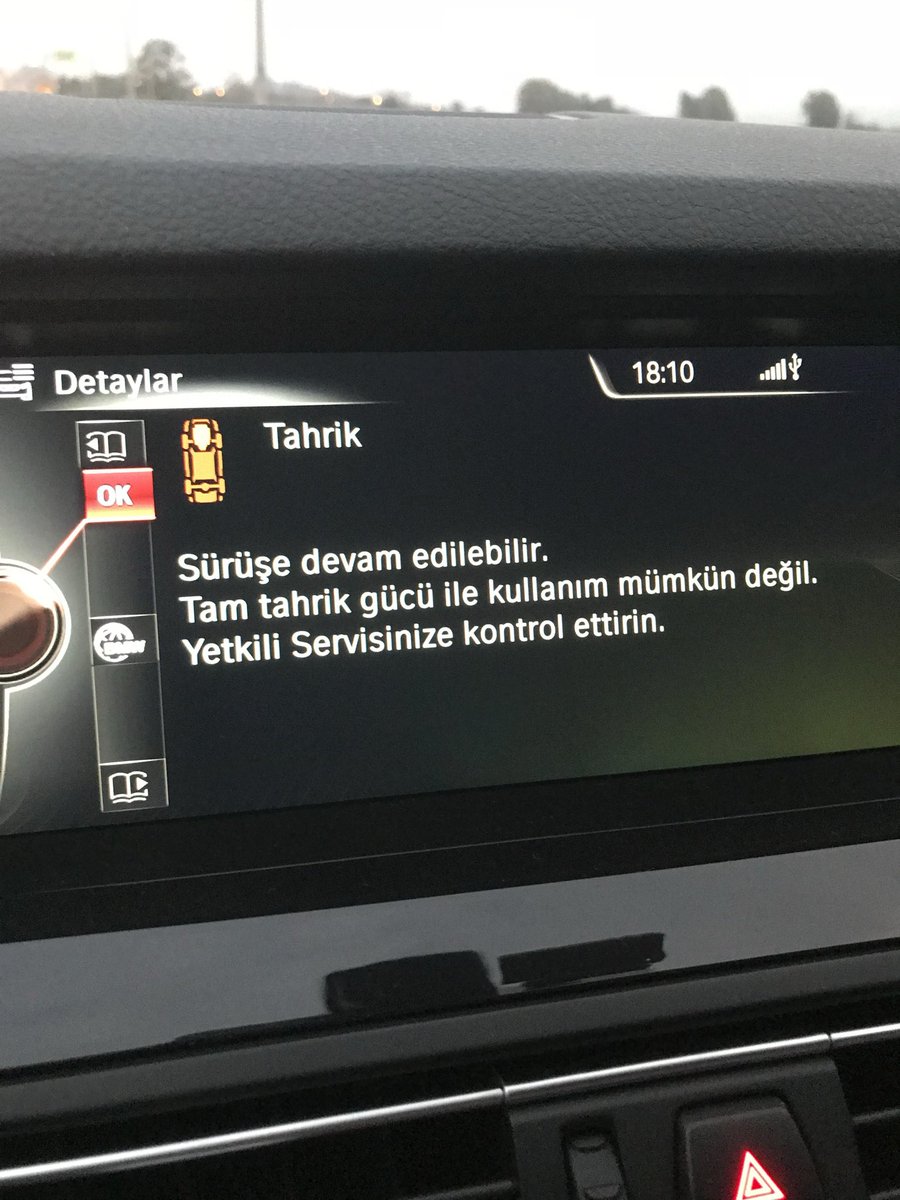 Detaylar
18:10
Tahrik
OK
Sürüşe devam edilebilir.
Tam tahrik gücü ile kullanım mümkün değil.
Yetkili Servisinize kontrol ettirin.
BMW